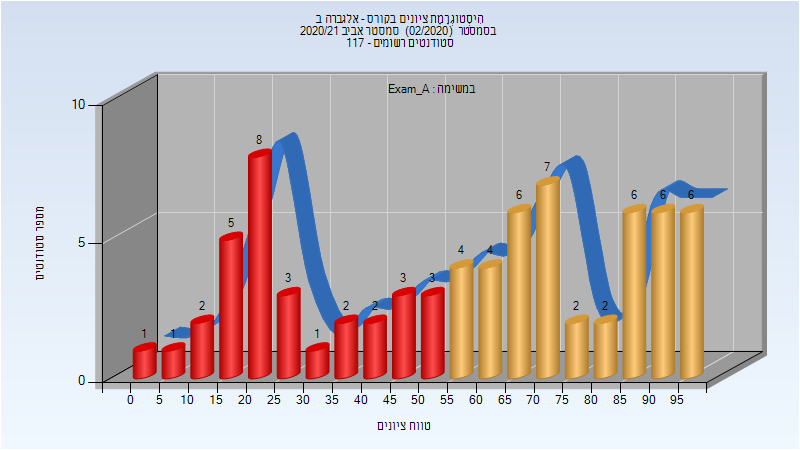 היסטוגרמת ציונים בקורס - אלגברה ב
בסמסטר (02/2020) סמסטר אביב 2020/21
סטודנטים רשומים - 117
במשימה : Exam_A
מספר סטודנטים
10
5
0
1 1 2 5 8 3 1 2 2 3 3 4 4 6 7 2 2 6 6 6
0 5 10 15 20 25 30 35 40 45 50 55 60 65 70 75 80 85 90 95
טווח ציונים